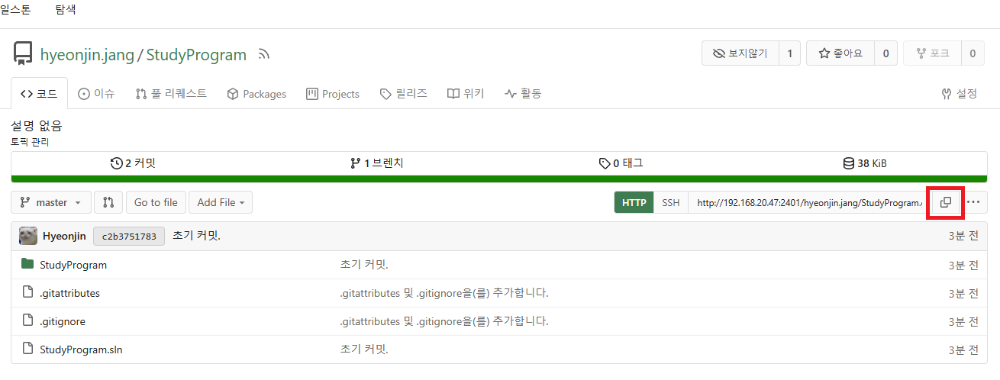 일스톤 탐색
hyeonjin.jang / StudyProgram 보지않기 1 좋아요 0 포크 0
코드 이슈 풀 리퀘스트 Packages Projects 릴리즈 위키 활동 설정
설명 없음
토픽 관리
2 커밋 1 브렌치 0 태그 38 KiB
master Go to file Add File HTTP SSH http://192.168.20.47:2401/hyeonjin.jang/StudyProgram.
Hyeonjin c2b3751783 초기 커밋. 3분 전
StudyProgram 초기 커밋. 3분 전
.gitattributes .gitattributes 및 .gitignore을(를) 추가합니다. 3분 전
.gitignore .gitattributes 및 .gitignore을(를) 추가합니다. 3분 전
StudyProgram.sln 초기 커밋. 3분 전